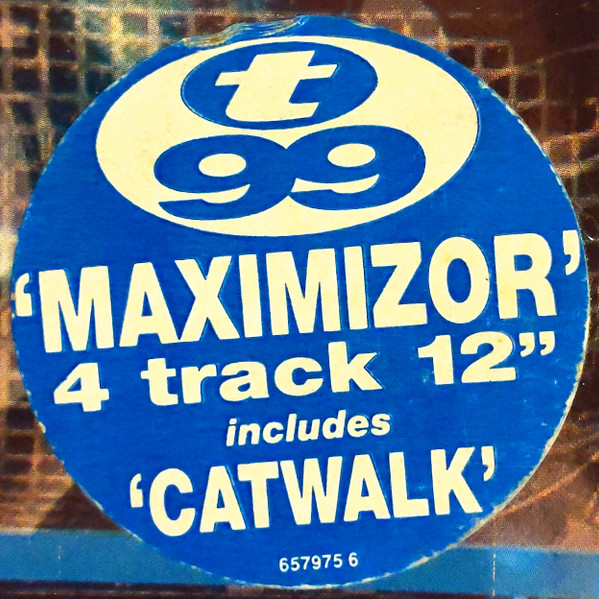 t
99
‘MAXIMIZOR’
4 track 12”
includes
‘CATWALK’
657975 6